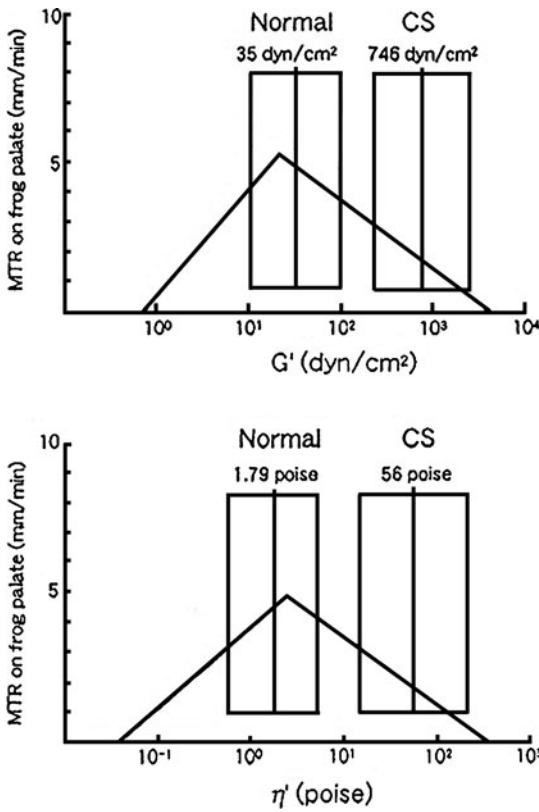 Normal CS
35 dyn/cm² 746 dyn/cm²
MTR on frog palate (mm/min)
10
5
10⁰ 10¹ 10² 10³ 10⁴
G' (dyn/cm²)
Normal CS
1.79 poise 56 poise
MTR on frog palate (mm/min)
10
5
10⁻¹ 10⁰ 10¹ 10² 10³
η' (poise)